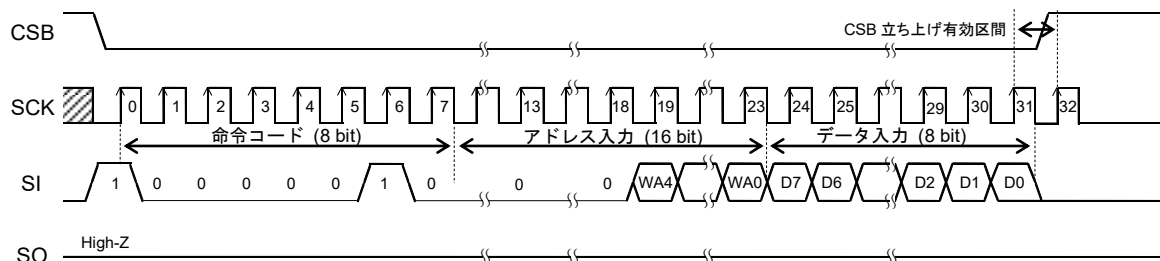 CSB
CSB 立ち上げ有効区間
SCK
0 1 2 3 4 5 6 7 13 18 19 23 24 25 29 30 31 32
命令コード (8 bit) アドレス入力 (16 bit) データ入力 (8 bit)
SI
1 0 0 0 0 0 1 0 0 0 WA4 WA0 D7 D6 D2 D1 D0
High-Z
SO